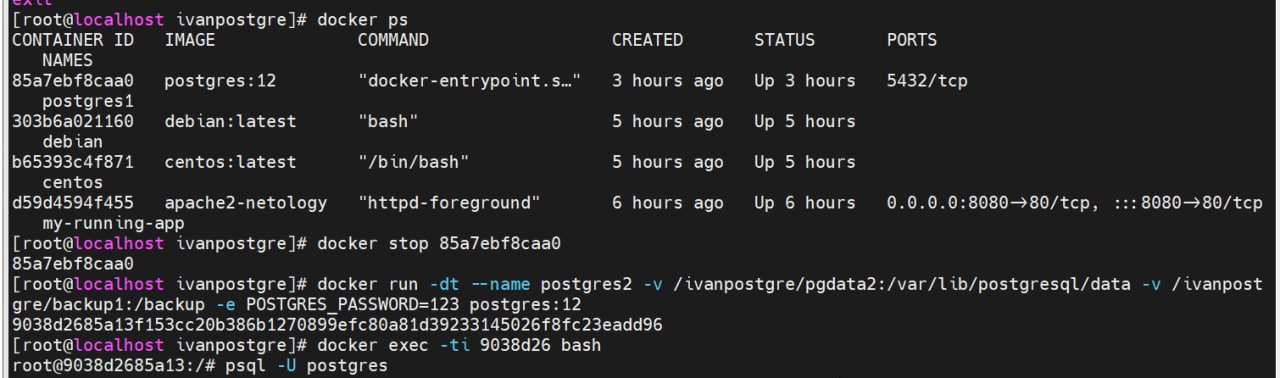 exit
[root@localhost ivanpostgre]# docker ps
CONTAINER ID   IMAGE              COMMAND                  CREATED       STATUS       PORTS
   NAMES
85a7ebf8caa0   postgres:12        "docker-entrypoint.s…"   3 hours ago   Up 3 hours   5432/tcp
   postgres1
303b6a021160   debian:latest      "bash"                   5 hours ago   Up 5 hours
   debian
b65393c4f871   centos:latest      "/bin/bash"              5 hours ago   Up 5 hours
   centos
d59d4594f455   apache2-netology   "httpd-foreground"       6 hours ago   Up 6 hours   0.0.0.0:8080→80/tcp, :::8080→80/tcp
   my-running-app
[root@localhost ivanpostgre]# docker stop 85a7ebf8caa0
85a7ebf8caa0
[root@localhost ivanpostgre]# docker run -dt --name postgres2 -v /ivanpostgre/pgdata2:/var/lib/postgresql/data -v /ivanpost
gre/backup1:/backup -e POSTGRES_PASSWORD=123 postgres:12
9038d2685a13f153cc20b386b1270899efc80a81d39233145026f8fc23eadd96
[root@localhost ivanpostgre]# docker exec -ti 9038d26 bash
root@9038d2685a13:/# psql -U postgres